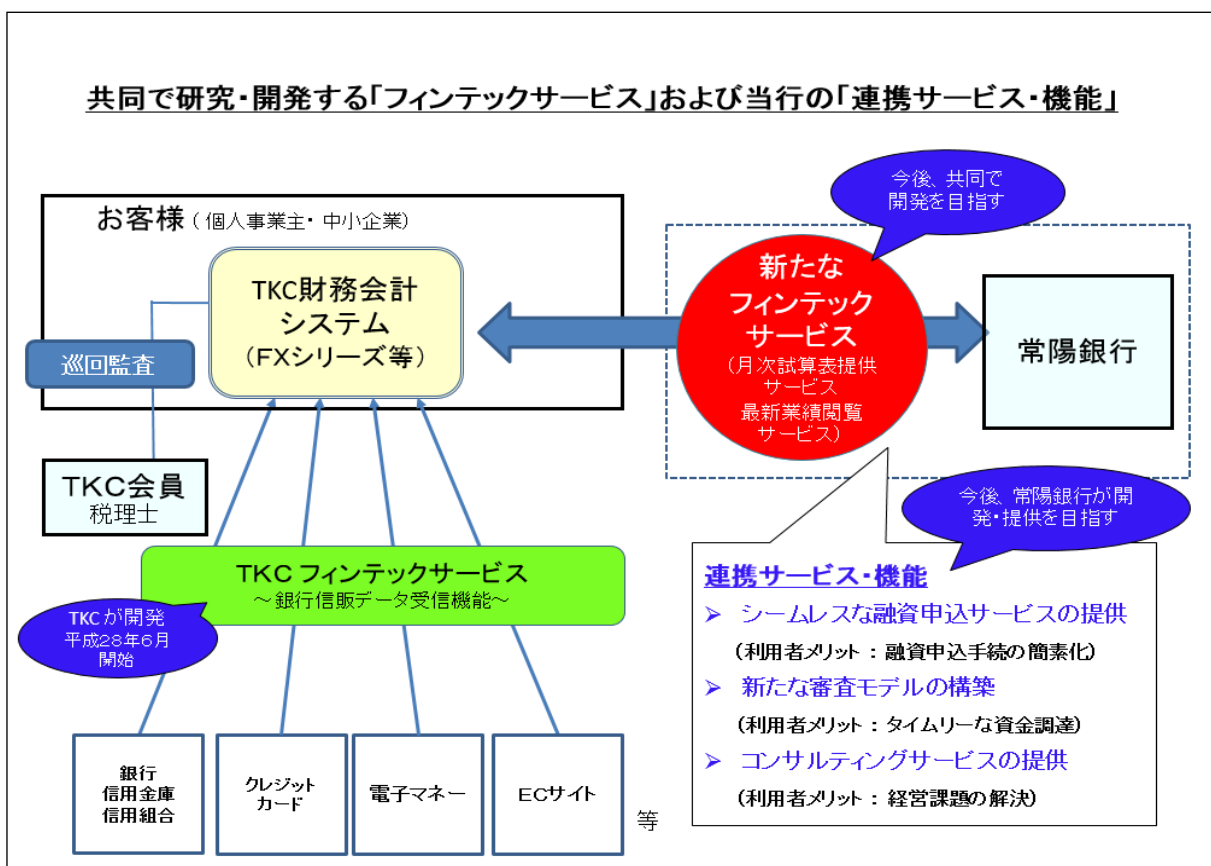 共同で研究・開発する「フィンテックサービス」および当行の「連携サービス・機能」
今後、共同で
開発を目指す
お客様（個人事業主・中小企業）
TKC財務会計
システム
（FXシリーズ等）
新たな
フィンテック
サービス
（月次試算表提供
サービス
最新業績閲覧
サービス）
常陽銀行
巡回監査
TKC会員
税理士
今後、常陽銀行が開
発・提供を目指す
TKCフィンテックサービス
～銀行信販データ受信機能～
TKCが開発
平成28年6月
開始
連携サービス・機能
➢ シームレスな融資申込サービスの提供
（利用者メリット：融資申込手続の簡素化）
➢ 新たな審査モデルの構築
（利用者メリット：タイムリーな資金調達）
➢ コンサルティングサービスの提供
（利用者メリット：経営課題の解決）
銀行
信用金庫
信用組合
クレジット
カード
電子マネー
ECサイト
等